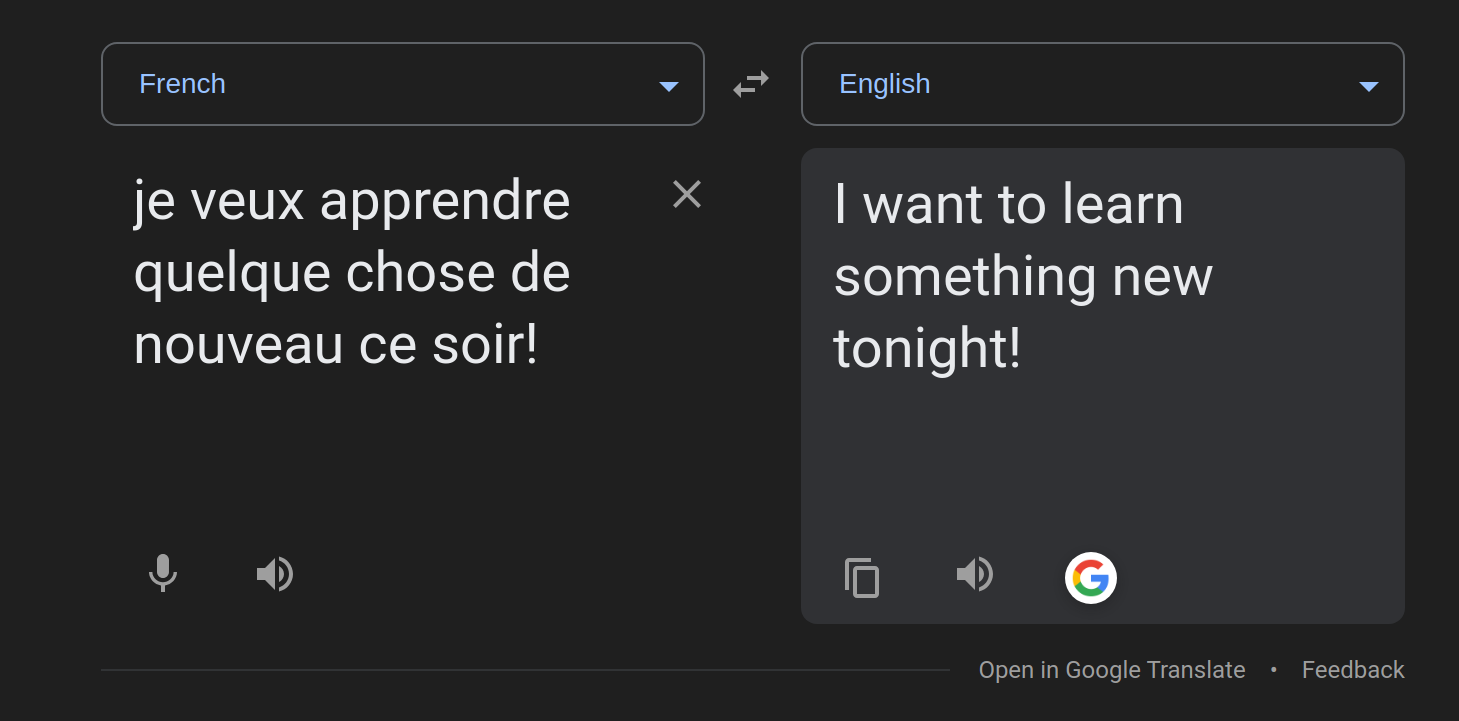 French
English
je veux apprendre
quelque chose de
nouveau ce soir!
I want to learn
something new
tonight!
Open in Google Translate • Feedback